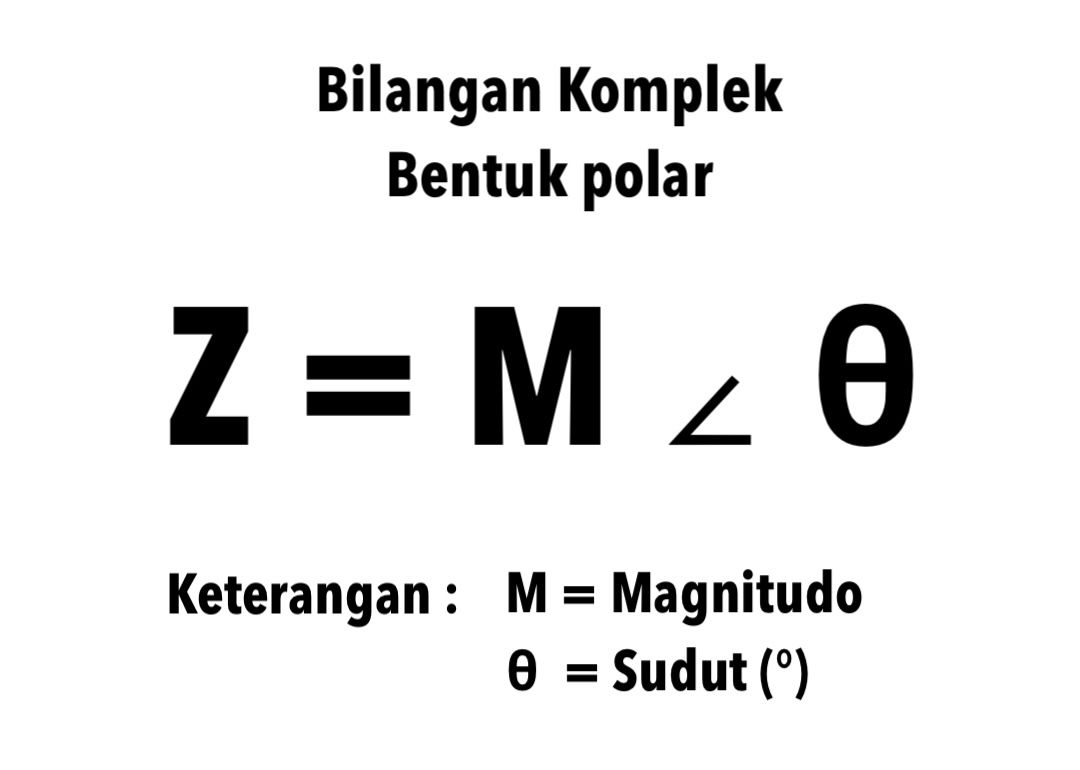 Bilangan Komplek
Bentuk polar
Z = M ∠ θ
Keterangan : M = Magnitudo
θ = Sudut (º)